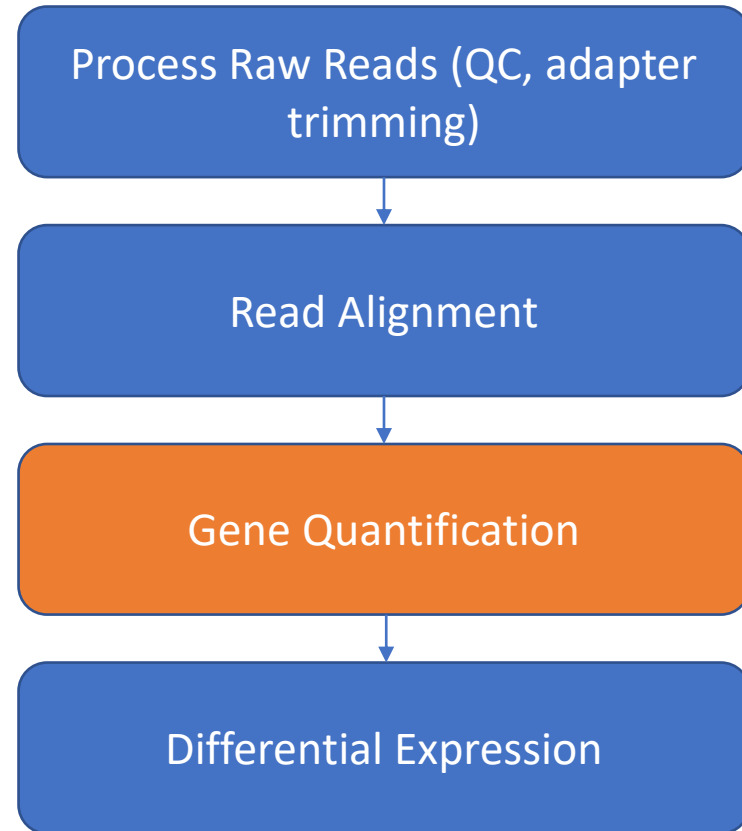 Process Raw Reads (QC, adapter
trimming)
Read Alignment
Gene Quantification
Differential Expression